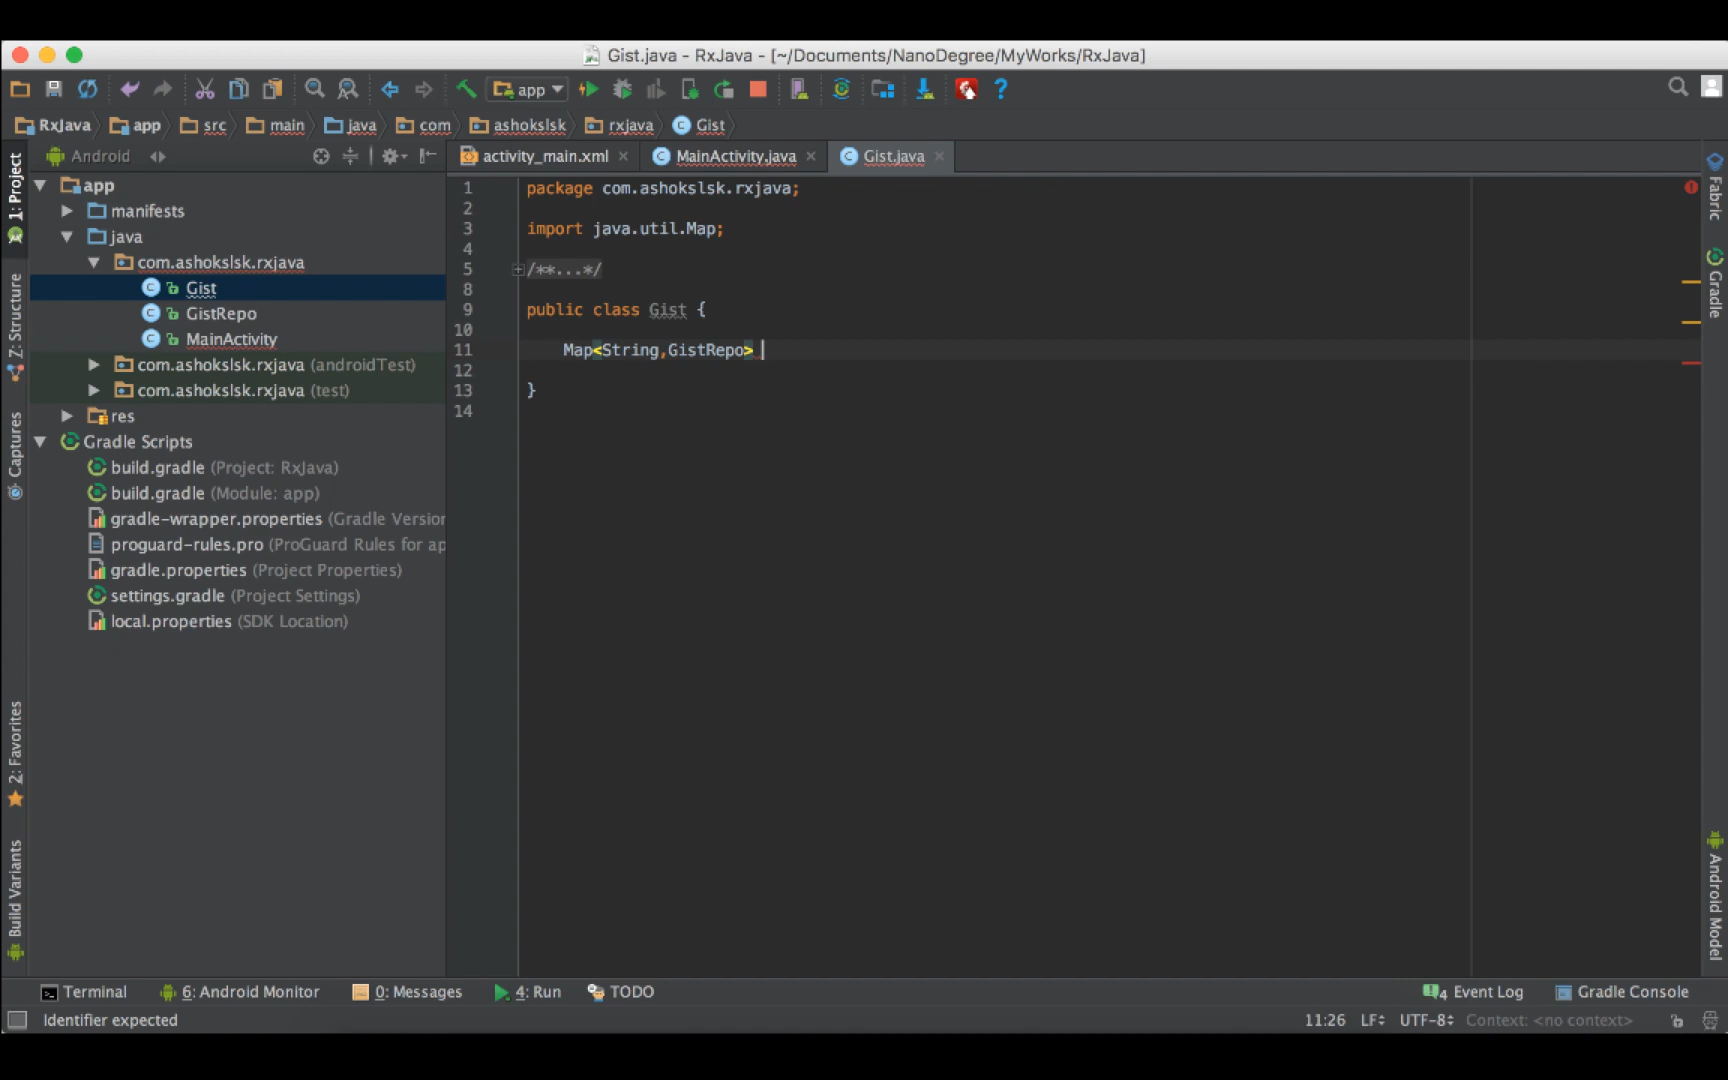 Gist.java - RxJava - [~/Documents/NanoDegree/MyWorks/RxJava]
app
RxJava app src main java com ashokslsk rxjava Gist
Android
activity_main.xml MainActivity.java Gist.java
1: Project
Z: Structure
Captures
2: Favorites
Build Variants
app
manifests
java
com.ashokslsk.rxjava
Gist
GistRepo
MainActivity
com.ashokslsk.rxjava (androidTest)
com.ashokslsk.rxjava (test)
res
Gradle Scripts
build.gradle (Project: RxJava)
build.gradle (Module: app)
gradle-wrapper.properties (Gradle Version
proguard-rules.pro (ProGuard Rules for ap
gradle.properties (Project Properties)
settings.gradle (Project Settings)
local.properties (SDK Location)
1 package com.ashokslsk.rxjava;
2
3 import java.util.Map;
4
5 /**...*/
8
9 public class Gist {
10
11 Map<String,GistRepo>
12
13 }
14
Fabric
Gradle
Android Model
Terminal 6: Android Monitor 0: Messages 4: Run TODO 4 Event Log Gradle Console
Identifier expected 11:26 LF UTF-8 Context: <no context>